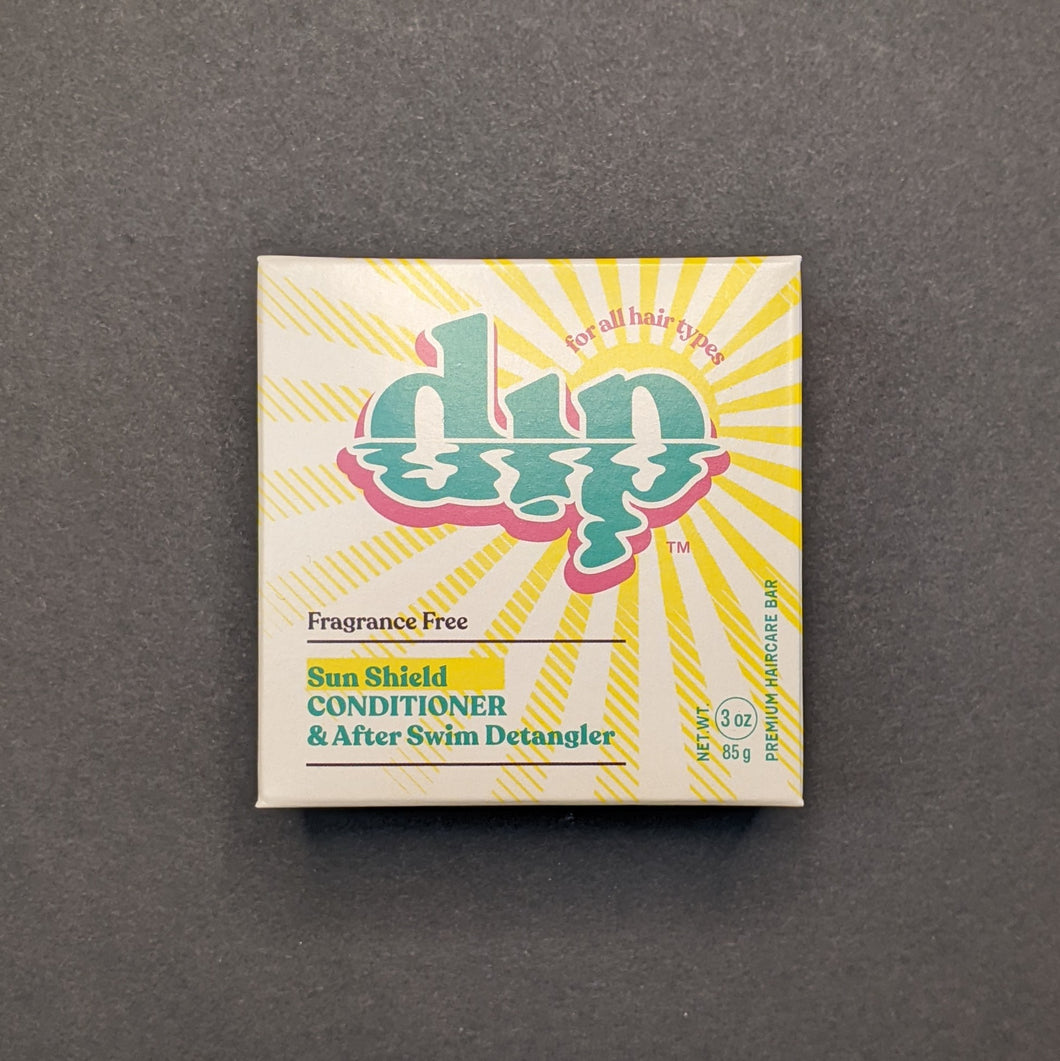 for all hair types
dip
TM
Fragrance Free
Sun Shield
CONDITIONER
& After Swim Detangler
NET. WT.
3 oz
85 g
PREMIUM HAIRCARE BAR